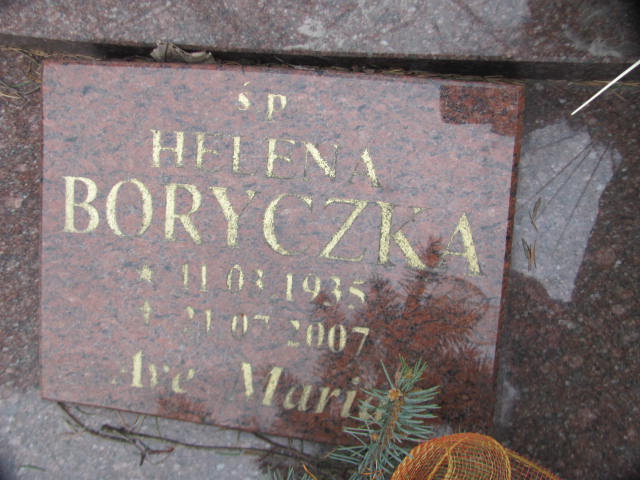 śp
HELENA
BORYCZKA
* 11 03 1935
† 21 07 2007
Ave Maria